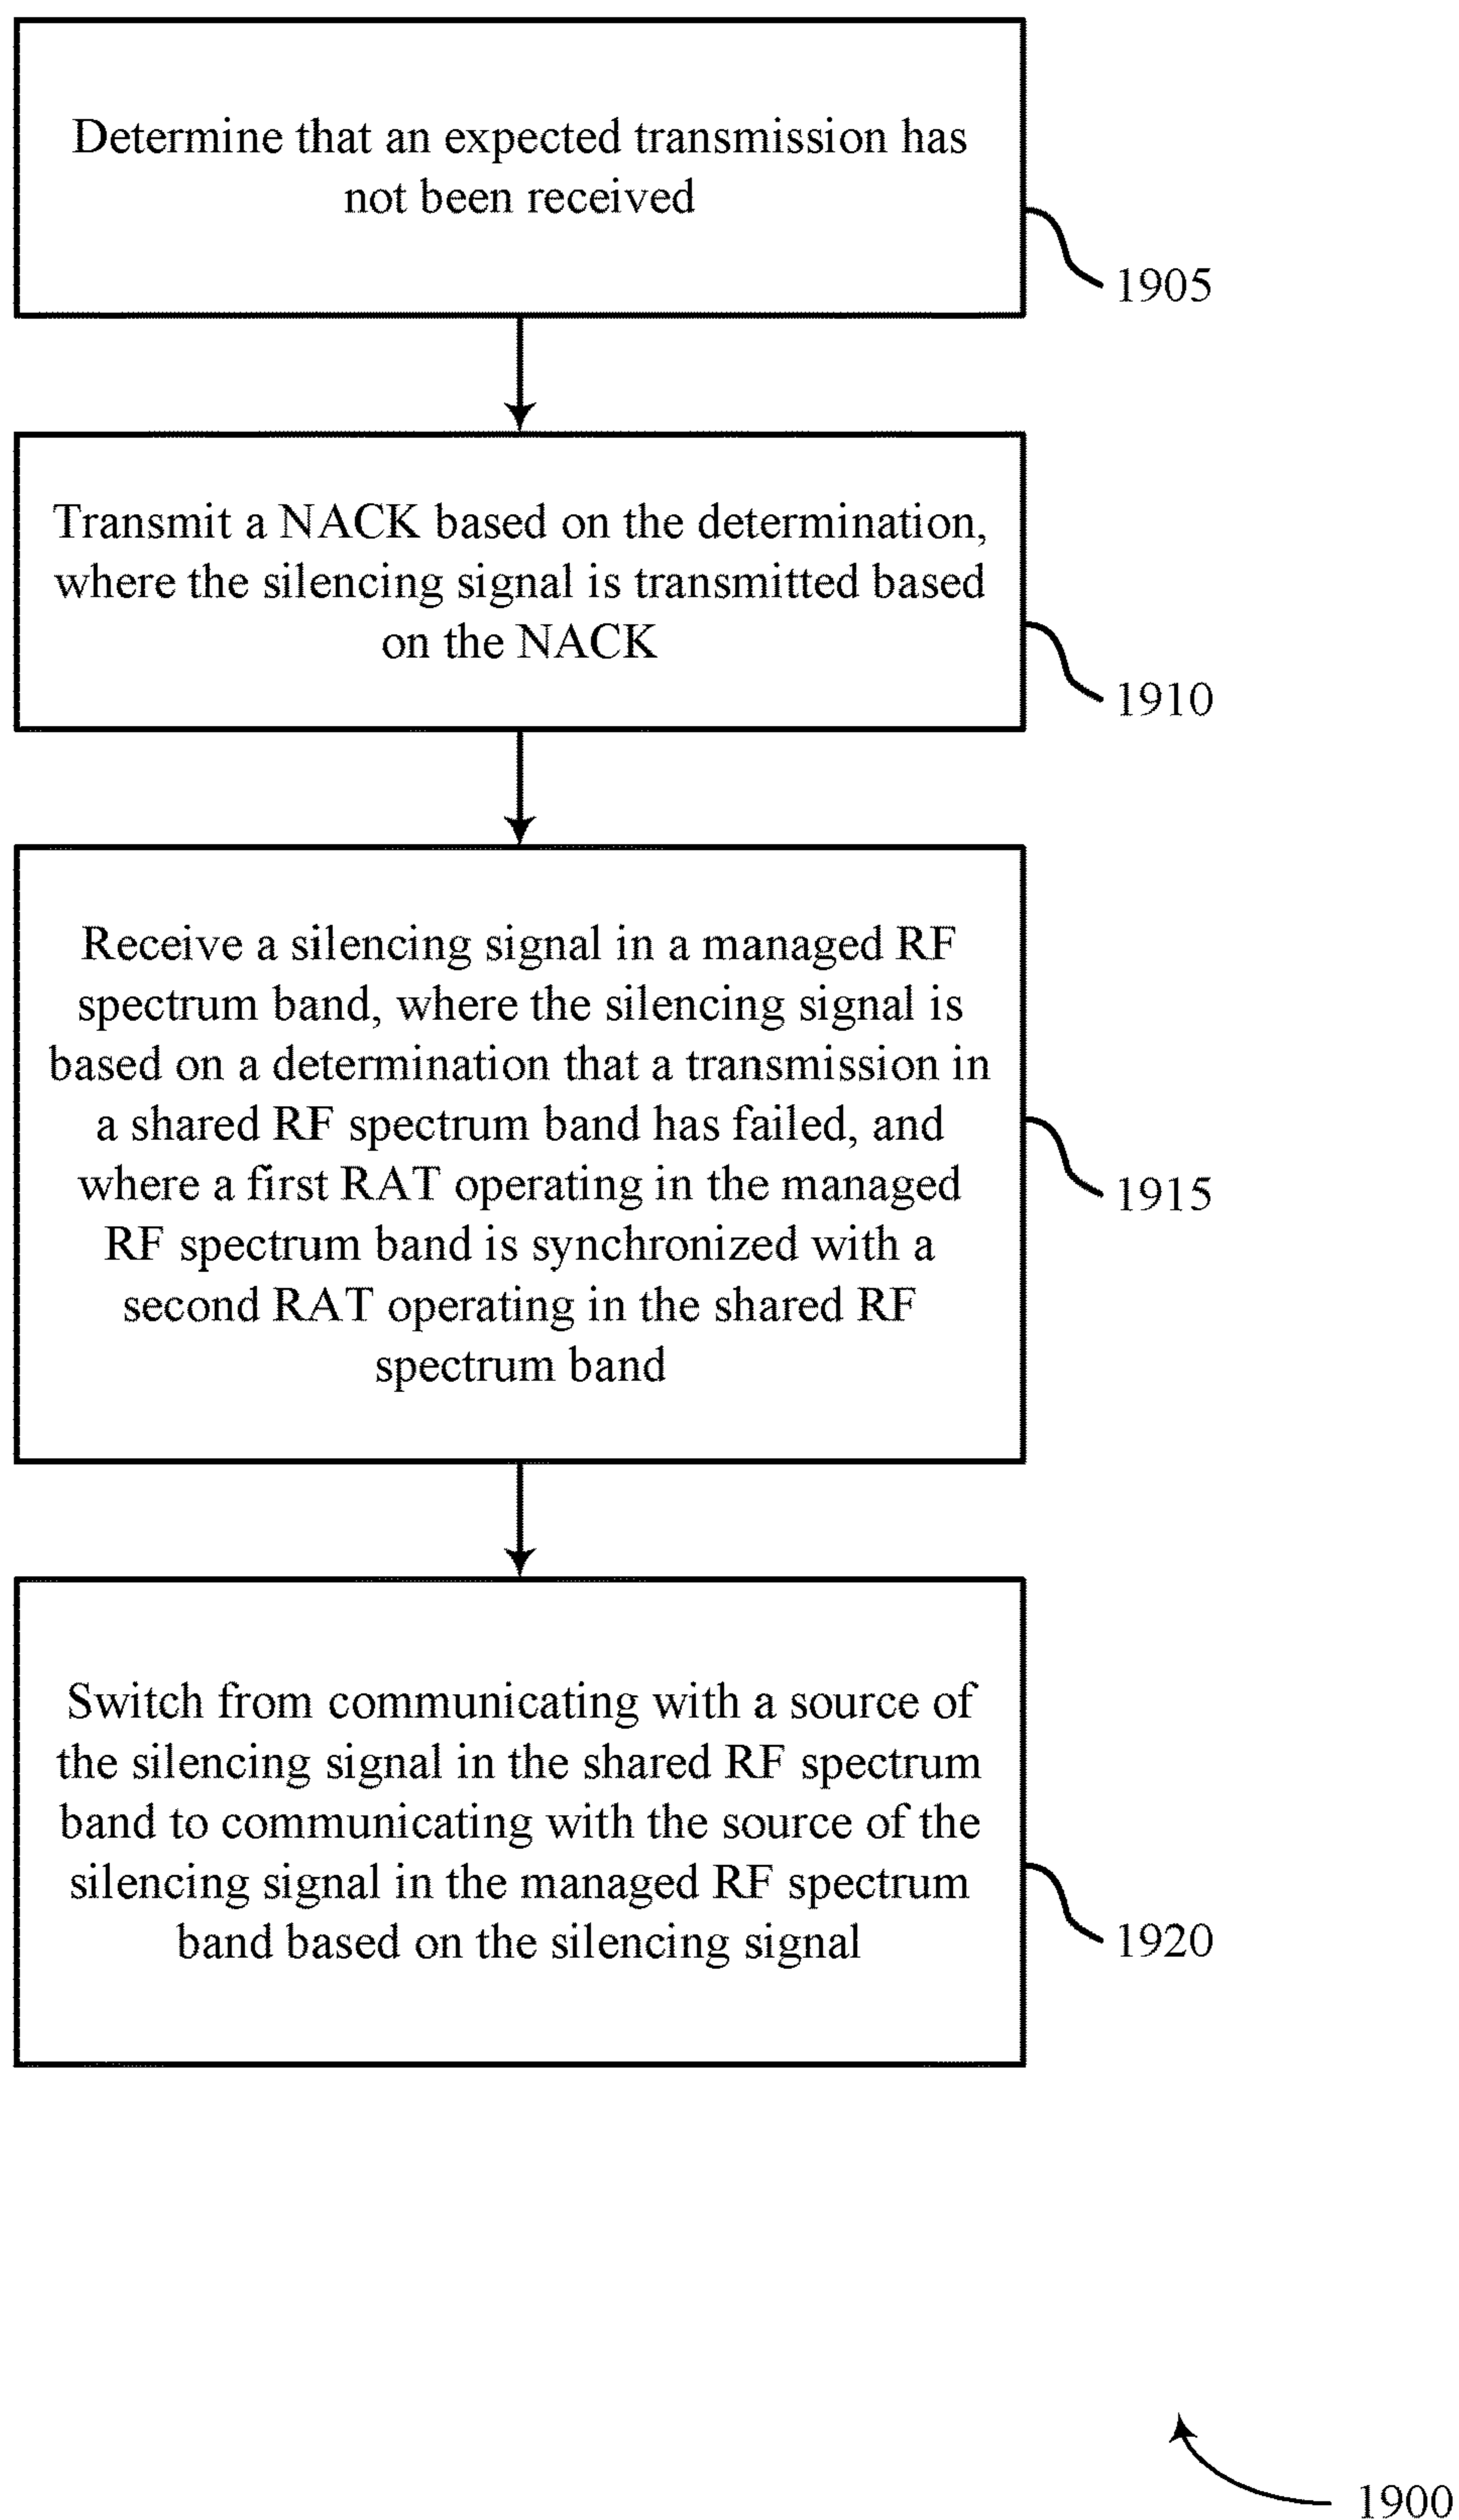 Determine that an expected transmission has
not been received
1905
Transmit a NACK based on the determination,
where the silencing signal is transmitted based
on the NACK
1910
Receive a silencing signal in a managed RF
spectrum band, where the silencing signal is
based on a determination that a transmission in
a shared RF spectrum band has failed, and
where a first RAT operating in the managed
RF spectrum band is synchronized with a
second RAT operating in the shared RF
spectrum band
1915
Switch from communicating with a source of
the silencing signal in the shared RF spectrum
band to communicating with the source of the
silencing signal in the managed RF spectrum
band based on the silencing signal
1920
1900